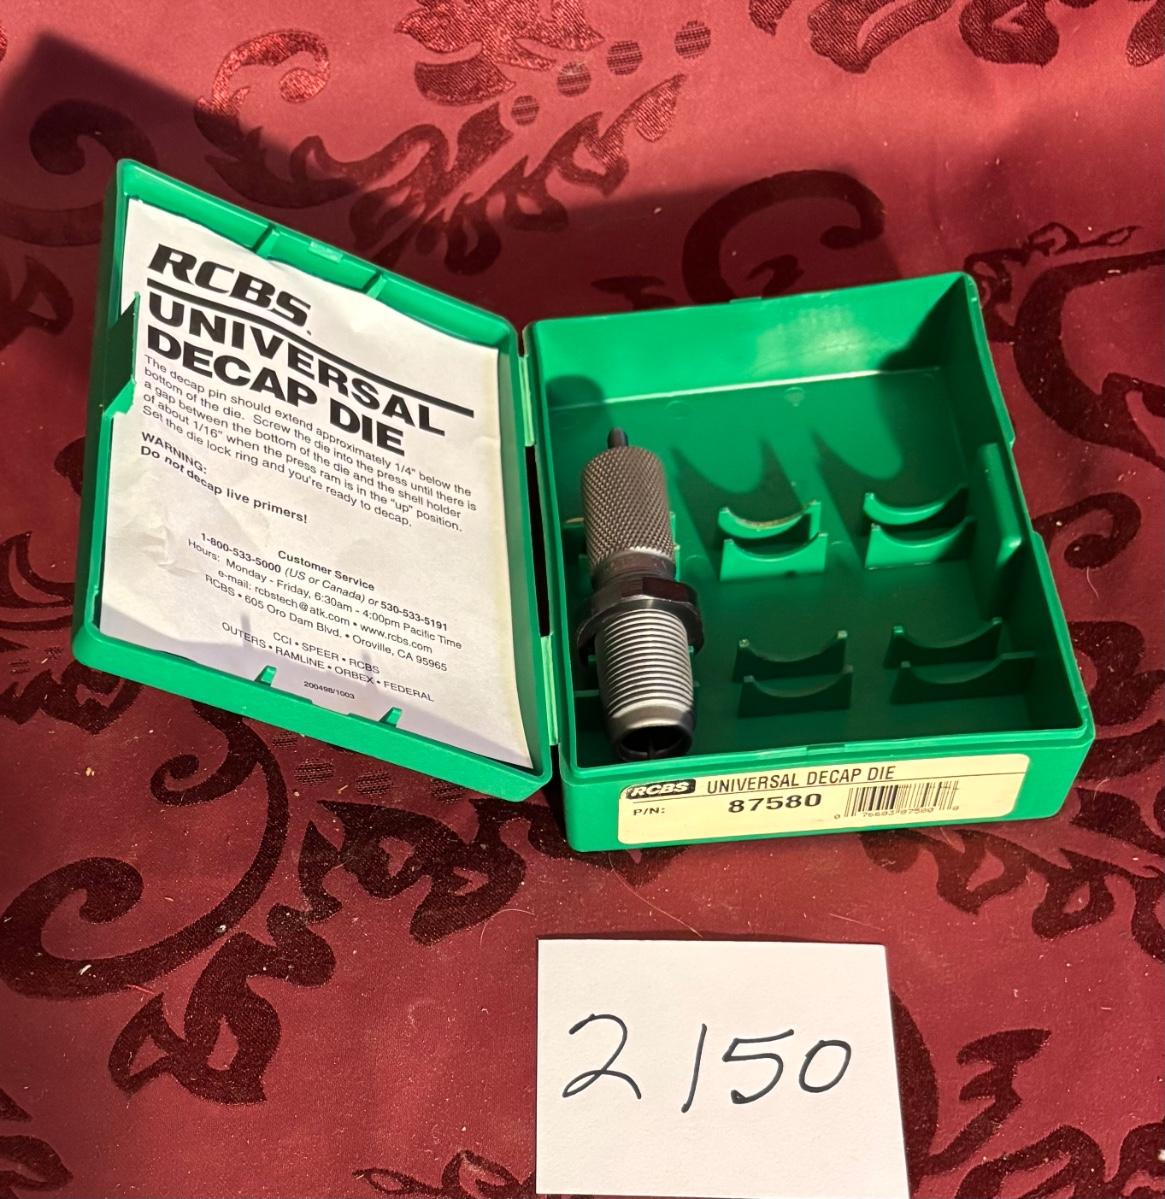 RCBS.
UNIVERSAL
DECAP DIE
The decap pin should extend approximately 1/4" below the
bottom of the die. Screw the die into the press until there is
a gap between the bottom of the die and the shell holder
of about 1/16" when the press ram is in the "up" position.
Set the die lock ring and you're ready to decap.
WARNING:
Do not decap live primers!
Customer Service
1-800-533-5000 (US or Canada) or 530-533-5191
Hours: Monday - Friday, 6:30am - 4:00pm Pacific Time
e-mail: rcbstech@atk.com • www.rcbs.com
RCBS • 605 Oro Dam Blvd. • Oroville, CA 95965
CCI • SPEER • RCBS
OUTERS • RAMLINE • ORBEX • FEDERAL
200498/1003
RCBS UNIVERSAL DECAP DIE
P/N: 87580
2150